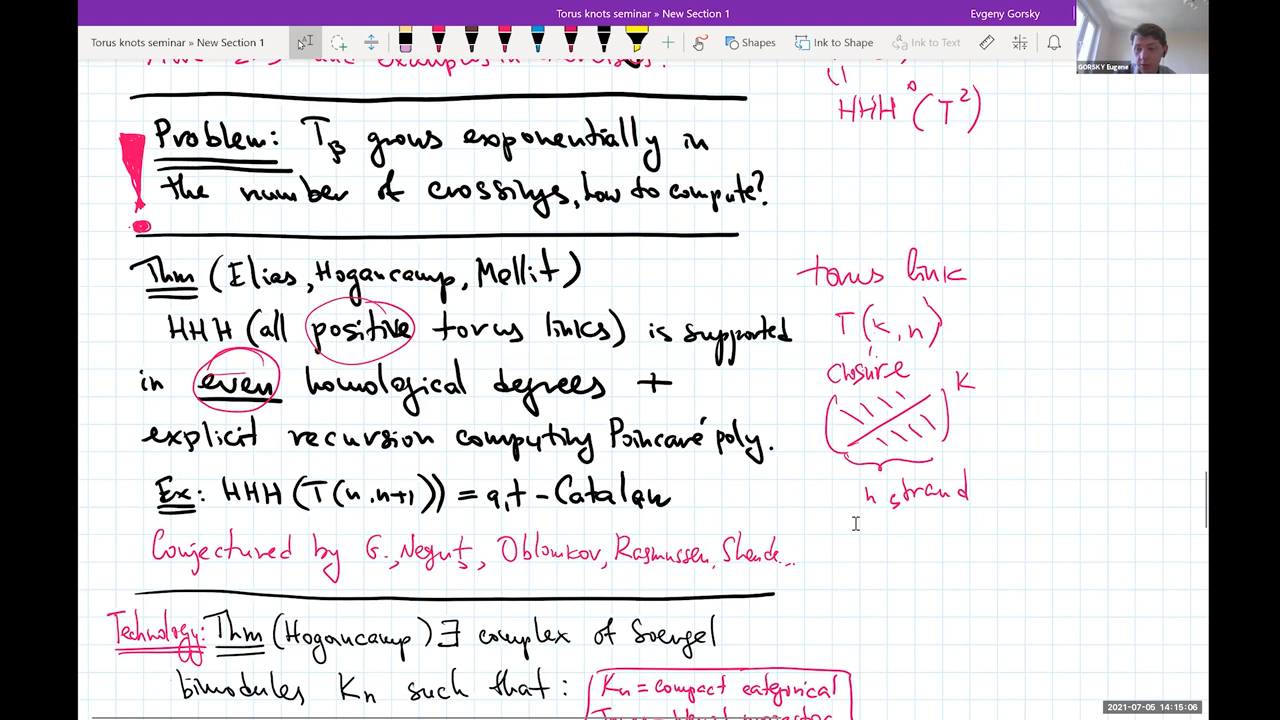 Torus knots seminar » New Section 1
Evgeny Gorsky
Torus knots seminar » New Section 1
Shapes
Ink to Shape
Ink to Text
GORSKY Eugene
HHH⁰(T²)
Problem: Tβ grows exponentially in
the number of crossings, how to compute?
Thm (Elias, Hogancamp, Mellit)
HHH (all positive torus links) is supported
in even homological degrees +
explicit recursion computing Poincaré poly.
Ex: HHH (T(n,n+1)) = q,t - Catalan
Conjectured by G., Neguț, Oblomkov, Rasmussen, Shende...
torus link
T(k,n)
closure
K
n strand
Technology: Thm (Hogancamp) ∃ complex of Soergel
bimodules Kn such that:
Kn = compact categorical
2021-07-05 14:15:06